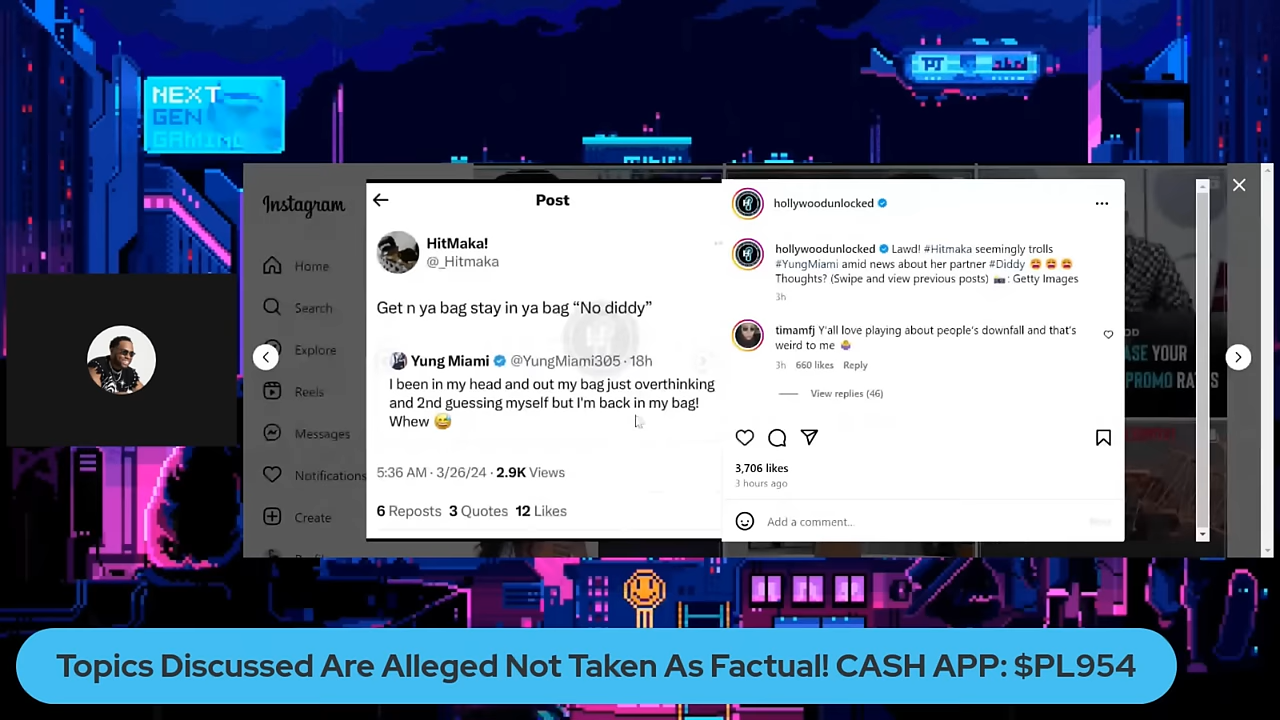 NEXT
GEN
GAMING
Instagram
Home
Search
Explore
Reels
Messages
Notifications
Create
Post
HitMaka!
@_Hitmaka
Get n ya bag stay in ya bag “No diddy”
Yung Miami @YungMiami305 · 18h
I been in my head and out my bag just overthinking
and 2nd guessing myself but I'm back in my bag!
Whew 😅
5:36 AM · 3/26/24 · 2.9K Views
6 Reposts 3 Quotes 12 Likes
hollywoodunlocked
hollywoodunlocked Lawd! #Hitmaka seemingly trolls
#YungMiami amid news about her partner #Diddy 😩😩😩
Thoughts? (Swipe and view previous posts) 📸: Getty Images
3h
timamfj Y'all love playing about people's downfall and that's
weird to me
3h 660 likes Reply
View replies (46)
3,706 likes
3 hours ago
Add a comment..
ASE YOUR
PROMO RATES
Topics Discussed Are Alleged Not Taken As Factual! CASH APP: $PL954